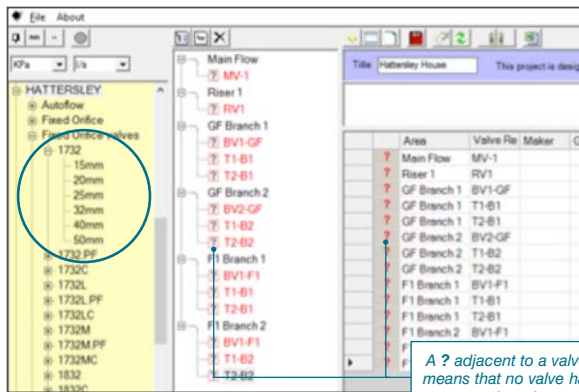 File About
KPa l/s
HATTERSLEY
Autoflow
Fixed Orifice
Fixed Orifice valves
1732
15mm
20mm
25mm
32mm
40mm
50mm
1732.PF
1732C
1732L
1732L.PF
1732LC
1732M
1732M.PF
1732MC
1832
1832C
Main Flow
? MV-1
Riser 1
? RV1
GF Branch 1
? BV1-GF
? T1-B1
? T2-B1
GF Branch 2
? BV2-GF
? T1-B2
? T2-B2
F1 Branch 1
? BV1-F1
? T1-B1
? T2-B1
F1 Branch 2
? BV1-F1
? T1-B2
? T2-B2
Title Hattersley House This project is desig
Area Valve Re Maker
? Main Flow MV-1
? Riser 1 RV1
? GF Branch 1 BV1-GF
? GF Branch 1 T1-B1
? GF Branch 1 T2-B1
? GF Branch 2 BV2-GF
? GF Branch 2 T1-B2
? GF Branch 2 T2-B2
? F1 Branch 1 BV1-F1
? F1 Branch 1 T1-B1
? F1 Branch 1 T2-B1
? F1 Branch 2 BV1-F1
? F
? F
A ? adjacent to a valv
means that no valve h